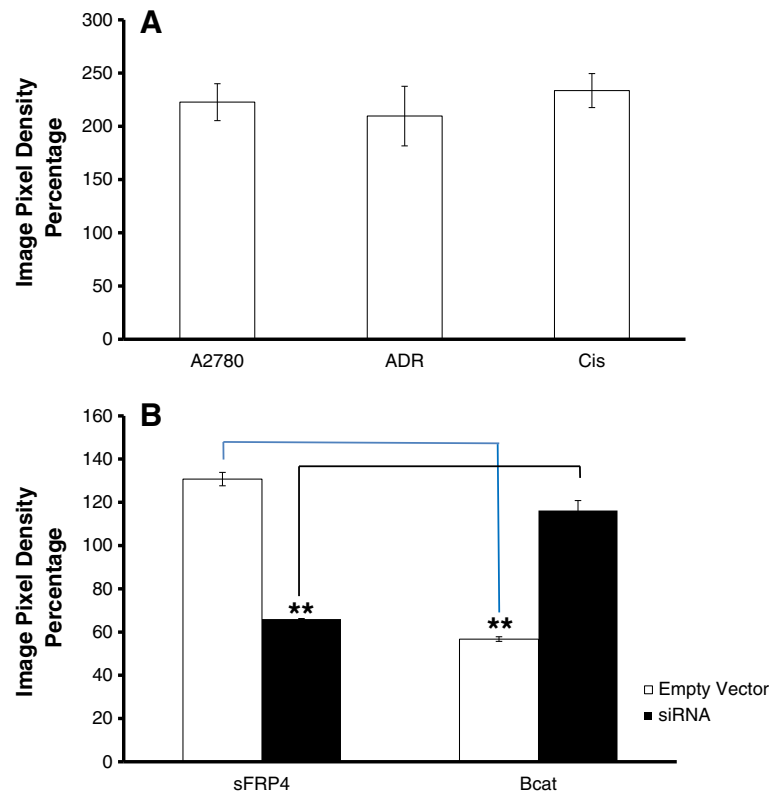 A
Image Pixel Density
Percentage
300
250
200
150
100
50
0
A2780 ADR Cis
B
Image Pixel Density
Percentage
160
140
120
100
80
60
40
20
0
** **
Empty Vector
siRNA
sFRP4 Bcat